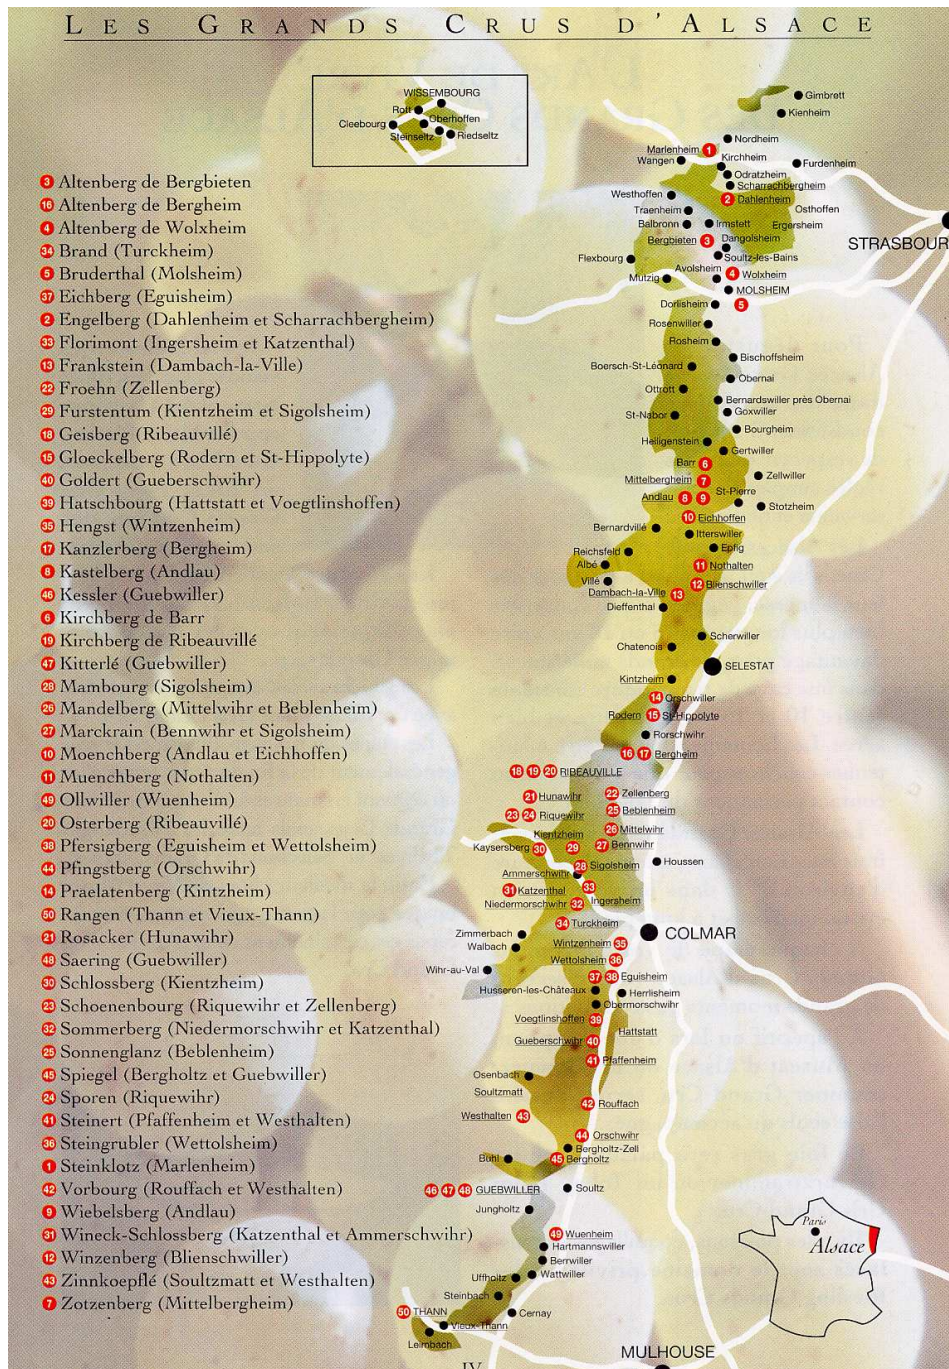 LES GRANDS CRUS D'ALSACE
WISSEMBOURG
Rott
Oberhoffen
Cleebourg
Steinseltz
Riedseltz
3 Altenberg de Bergbieten
16 Altenberg de Bergheim
4 Altenberg de Wolxheim
34 Brand (Turckheim)
5 Bruderthal (Molsheim)
37 Eichberg (Eguisheim)
2 Engelberg (Dahlenheim et Scharrachbergheim)
33 Florimont (Ingersheim et Katzenthal)
13 Frankstein (Dambach-la-Ville)
22 Froehn (Zellenberg)
29 Furstentum (Kientzheim et Sigolsheim)
18 Geisberg (Ribeauvillé)
15 Gloeckelberg (Rodern et St-Hippolyte)
40 Goldert (Gueberschwihr)
39 Hatschbourg (Hattstatt et Voegtlinshoffen)
35 Hengst (Wintzenheim)
17 Kanzlerberg (Bergheim)
8 Kastelberg (Andlau)
46 Kessler (Guebwiller)
6 Kirchberg de Barr
19 Kirchberg de Ribeauvillé
47 Kitterlé (Guebwiller)
28 Mambourg (Sigolsheim)
26 Mandelberg (Mittelwihr et Beblenheim)
27 Marckrain (Bennwihr et Sigolsheim)
10 Moenchberg (Andlau et Eichhoffen)
11 Muenchberg (Nothalten)
49 Ollwiller (Wuenheim)
20 Osterberg (Ribeauvillé)
38 Pfersigberg (Eguisheim et Wettolsheim)
44 Pfingstberg (Orschwihr)
14 Praelatenberg (Kintzheim)
50 Rangen (Thann et Vieux-Thann)
21 Rosacker (Hunawihr)
48 Saering (Guebwiller)
30 Schlossberg (Kientzheim)
23 Schoenenbourg (Riquewihr et Zellenberg)
32 Sommerberg (Niedermorschwihr et Katzenthal)
25 Sonnenglanz (Beblenheim)
45 Spiegel (Bergholtz et Guebwiller)
24 Sporen (Riquewihr)
41 Steinert (Pfaffenheim et Westhalten)
36 Steingrubler (Wettolsheim)
1 Steinklotz (Marlenheim)
42 Vorbourg (Rouffach et Westhalten)
9 Wiebelsberg (Andlau)
31 Wineck-Schlossberg (Katzenthal et Ammerschwihr)
12 Winzenberg (Blienschwiller)
43 Zinnkoepflé (Soultzmatt et Westhalten)
7 Zotzenberg (Mittelbergheim)
Gimbrett
Kienheim
Nordheim
Marlenheim 1
Wangen
Kirchheim
Furdenheim
Odratzheim
Scharrachbergheim
Westhoffen
2 Dahlenheim
Traenheim
Osthoffen
Balbronn
Irmstett
Ergersheim
STRASBOUR
Bergbieten 3
Dangolsheim
Flexbourg
Soultz-les-Bains
Avolsheim
4 Wolxheim
Mutzig
MOLSHEIM
Dorlisheim
5
Rosenwiller
Rosheim
Bischoffsheim
Boersch-St-Léonard
Obernai
Ottrott
Bernardswiller près Obernai
Goxwiller
St-Nabor
Bourgheim
Heiligenstein
Gertwiller
Barr 6
Mittelbergheim 7
Zellwiller
St-Pierre
Andlau 8 9
Stotzheim
10 Eichhoffen
Bernardvillé
Itterswiller
Reichsfeld
Epfig
Albé
11 Nothalten
Villé
12 Blienschwiller
Dambach-la-Ville 13
Dieffenthal
Scherwiller
Chatenois
SELESTAT
Kintzheim
14 Orschwiller
Rodern 15 St-Hippolyte
Rorschwihr
16 17 Bergheim
18 19 20 RIBEAUVILLE
21 Hunawihr
22 Zellenberg
23 24 Riquewihr
25 Beblenheim
26 Mittelwihr
Kientzheim
27 Bennwihr
Kaysersberg 30 29
Houssen
28 Sigolsheim
Ammerschwihr
31 Katzenthal
33
Ingersheim
Niedermorschwihr 32
34 Turckheim
Zimmerbach
COLMAR
Walbach
Wintzenheim 35
Wettolsheim 36
Wihr-au-Val
37 38 Eguisheim
Husseren-les-Châteaux
Herrlisheim
Obermorschwihr
Voegtlinshoffen 39
Hattstatt
Gueberschwihr 40
41 Pfaffenheim
Osenbach
Soultzmatt
42 Rouffach
Westhalten 43
44 Orschwihr
Bergholtz-Zell
Buhl
45 Bergholtz
46 47 48 GUEBWILLER
Soultz
Jungholtz
49 Wuenheim
Hartmannswiller
Berrwiller
Wattwiller
Uffholtz
Steinbach
50 THANN
Cernay
Vieux-Thann
Leimbach
MULHOUSE
Paris
Alsace
IV